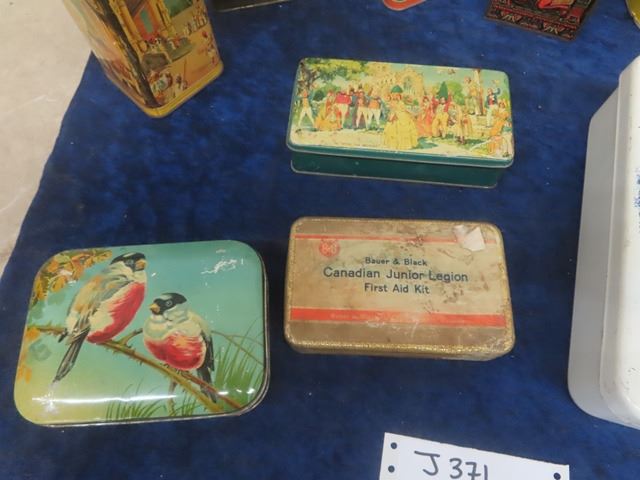 Bauer & Black
Canadian Junior Legion
First Aid Kit
J 371